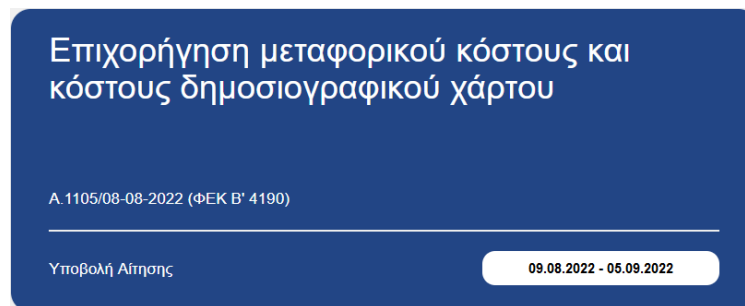 Επιχορήγηση μεταφορικού κόστους και
κόστους δημοσιογραφικού χάρτου
Α.1105/08-08-2022 (ΦΕΚ Β' 4190)
Υποβολή Αίτησης
09.08.2022 - 05.09.2022